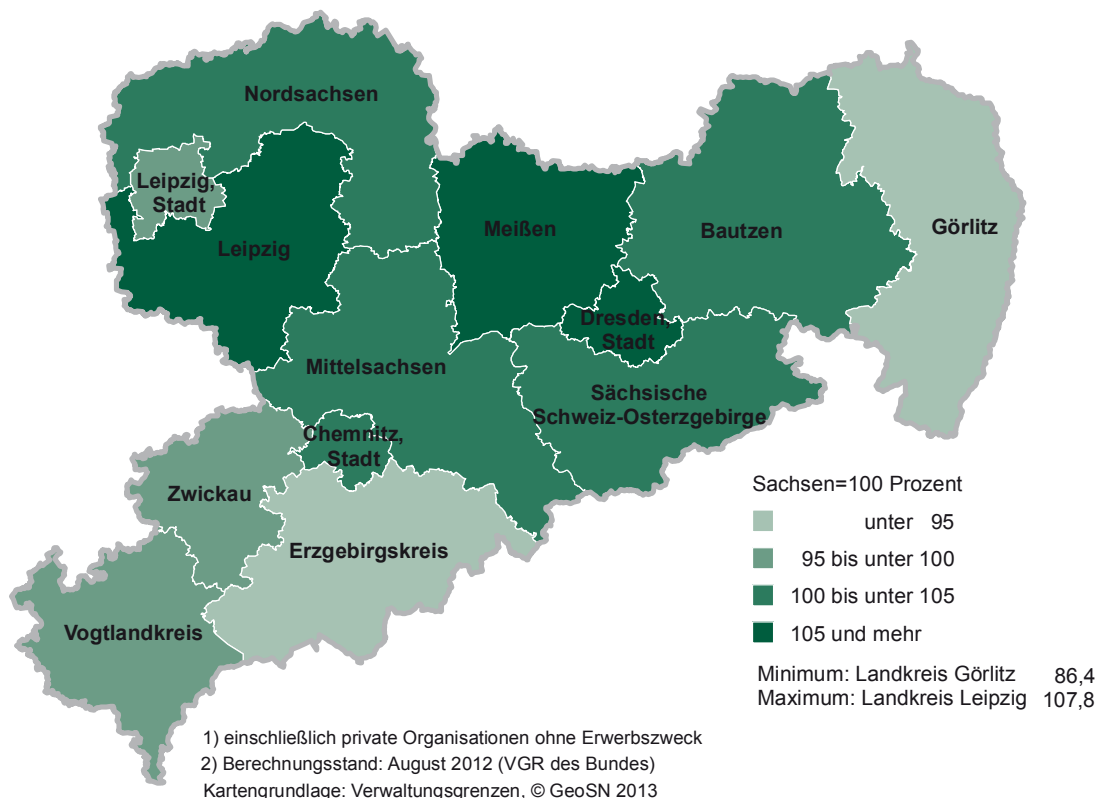 Nordsachsen
Leipzig,
Stadt
Leipzig
Meißen
Bautzen
Görlitz
Dresden,
Stadt
Mittelsachsen
Sächsische
Schweiz-Osterzgebirge
Chemnitz,
Stadt
Zwickau
Erzgebirgskreis
Vogtlandkreis
Sachsen=100 Prozent
unter 95
95 bis unter 100
100 bis unter 105
105 und mehr
Minimum: Landkreis Görlitz 86,4
Maximum: Landkreis Leipzig 107,8
1) einschließlich private Organisationen ohne Erwerbszweck
2) Berechnungsstand: August 2012 (VGR des Bundes)
Kartengrundlage: Verwaltungsgrenzen, © GeoSN 2013